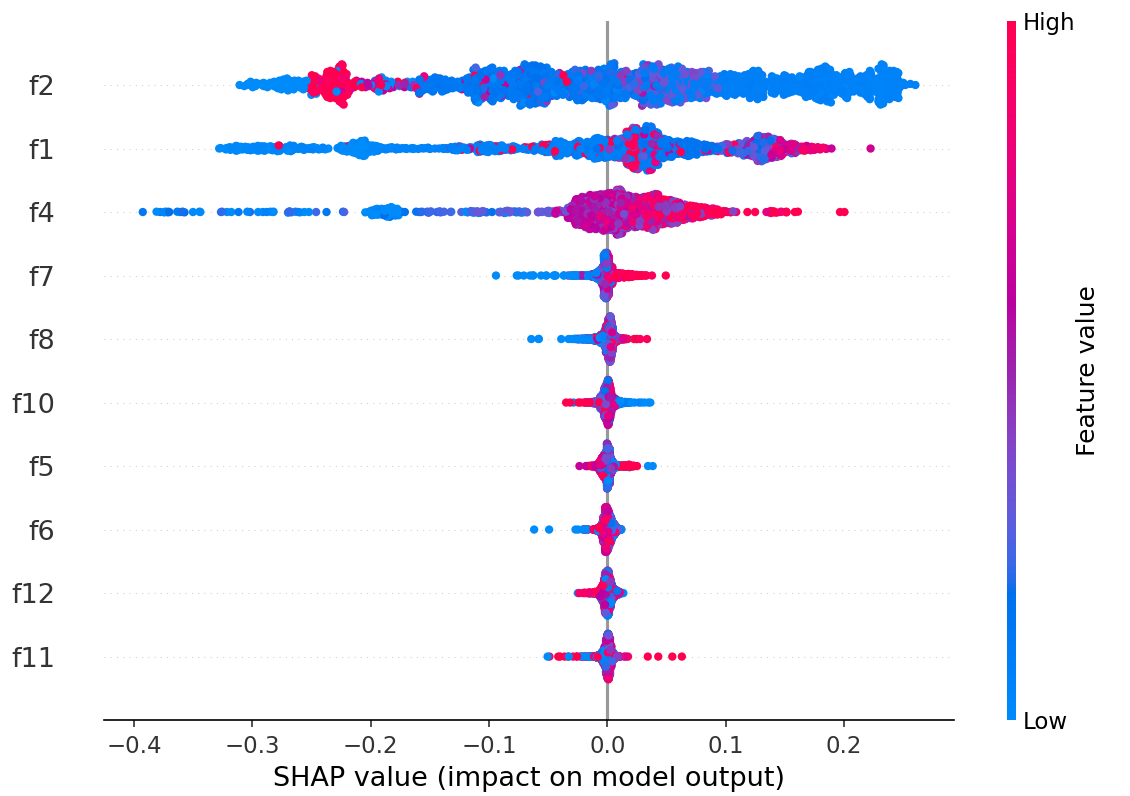 High
f2
f1
f4
f7
f8
f10
f5
f6
f12
f11
Feature value
Low
−0.4 −0.3 −0.2 −0.1 0.0 0.1 0.2
SHAP value (impact on model output)